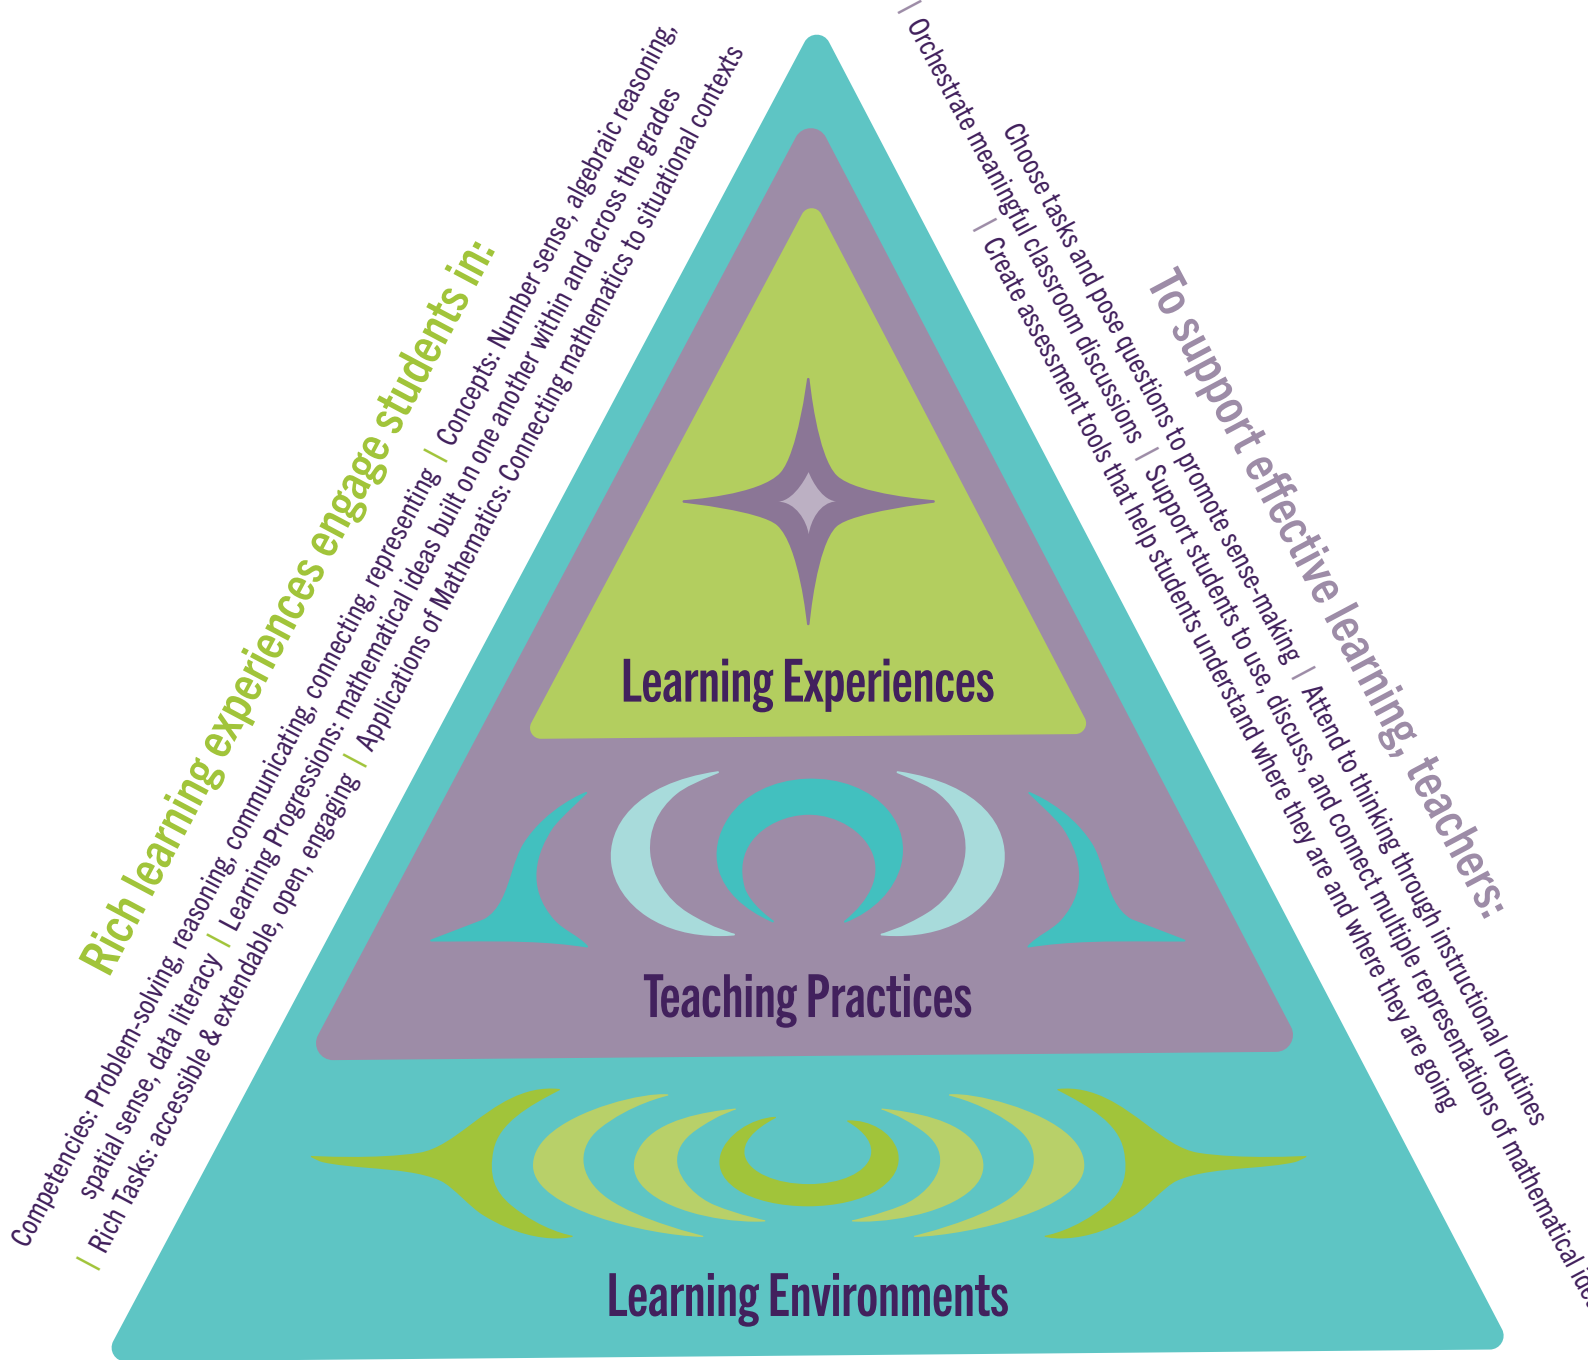 Rich learning experiences engage students in:
Competencies: Problem-solving, reasoning, communicating, connecting, representing | Concepts: Number sense, algebraic reasoning,
spatial sense, data literacy | Learning Progressions: mathematical ideas built on one another within and across the grades
| Rich Tasks: accessible & extendable, open, engaging | Applications of Mathematics: Connecting mathematics to situational contexts
To support effective learning, teachers:
Choose tasks and pose questions to promote sense-making | Attend to thinking through instructional routines
| Orchestrate meaningful classroom discussions | Support students to use, discuss, and connect multiple representations of mathematical
| Create assessment tools that help students understand where they are and where they are going
Learning Experiences
Teaching Practices
Learning Environments